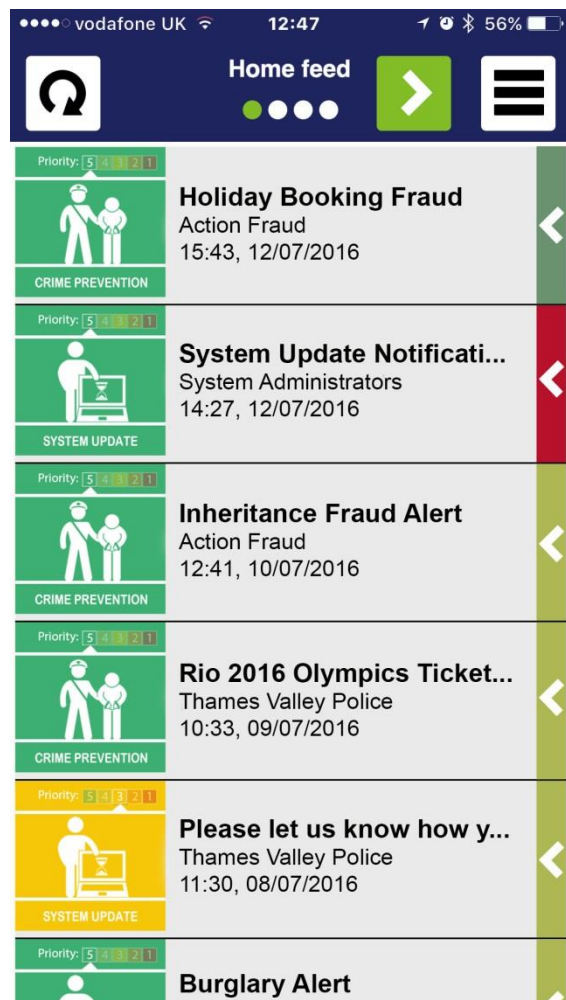 vodafone UK 12:47 56%
Home feed
Priority: 5 4 3 2 1
CRIME PREVENTION
Holiday Booking Fraud
Action Fraud
15:43, 12/07/2016
Priority: 5 4 3 2 1
SYSTEM UPDATE
System Update Notificati...
System Administrators
14:27, 12/07/2016
Priority: 5 4 3 2 1
CRIME PREVENTION
Inheritance Fraud Alert
Action Fraud
12:41, 10/07/2016
Priority: 5 4 3 2 1
CRIME PREVENTION
Rio 2016 Olympics Ticket...
Thames Valley Police
10:33, 09/07/2016
Priority: 5 4 3 2 1
SYSTEM UPDATE
Please let us know how y...
Thames Valley Police
11:30, 08/07/2016
Priority: 5 4 3 2 1
Burglary Alert